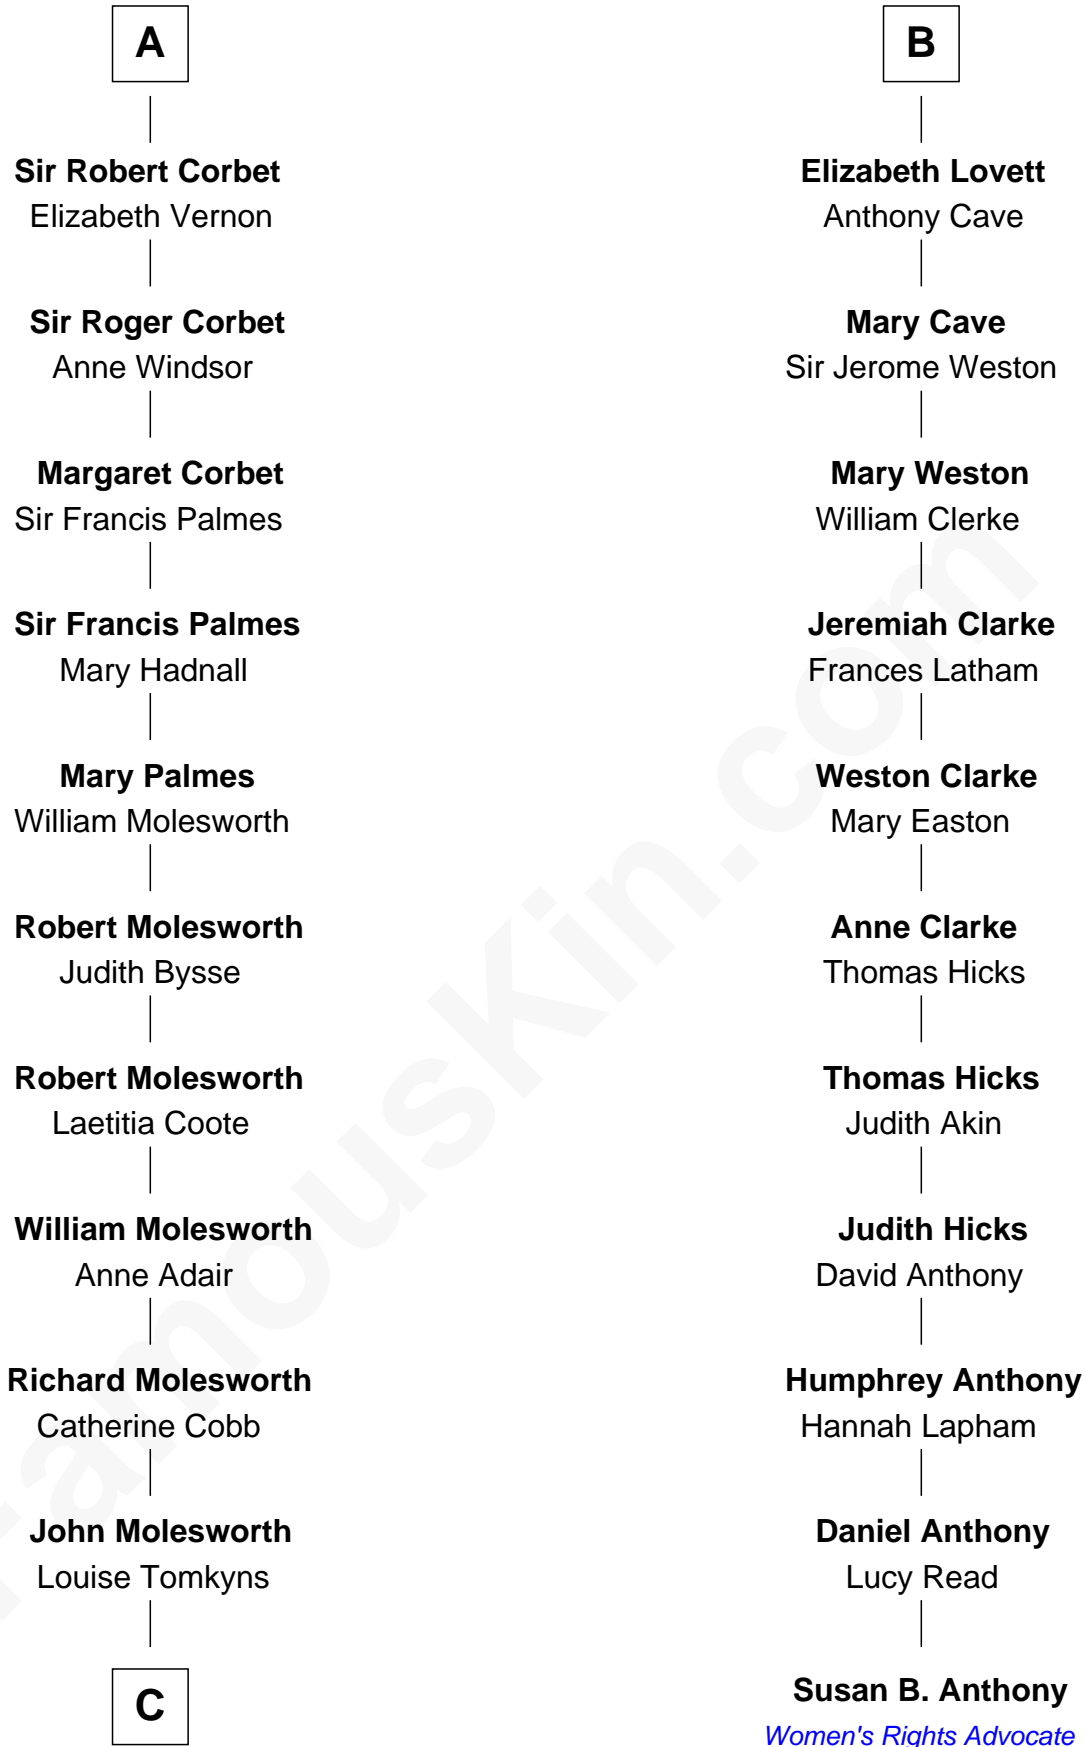 A
Sir Robert Corbet
Elizabeth Vernon
Sir Roger Corbet
Anne Windsor
Margaret Corbet
Sir Francis Palmes
Sir Francis Palmes
Mary Hadnall
Mary Palmes
William Molesworth
Robert Molesworth
Judith Bysse
Robert Molesworth
Laetitia Coote
William Molesworth
Anne Adair
Richard Molesworth
Catherine Cobb
John Molesworth
Louise Tomkyns
C
B
Elizabeth Lovett
Anthony Cave
Mary Cave
Sir Jerome Weston
Mary Weston
William Clerke
Jeremiah Clarke
Frances Latham
Weston Clarke
Mary Easton
Anne Clarke
Thomas Hicks
Thomas Hicks
Judith Akin
Judith Hicks
David Anthony
Humphrey Anthony
Hannah Lapham
Daniel Anthony
Lucy Read
Susan B. Anthony
Women's Rights Advocate
FamousKin.com